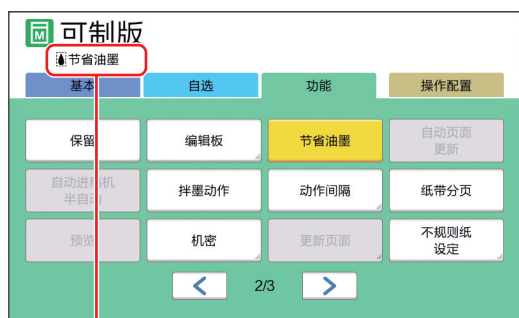 M 可制版
节省油墨
基本 自选 功能 操作配置
保留 编辑板 节省油墨 自动页面
更新
自动进稿机
半自动 拌墨动作 动作间隔 纸带分页
预览 机密 更新页面 不规则纸
设定
< 2/3 >